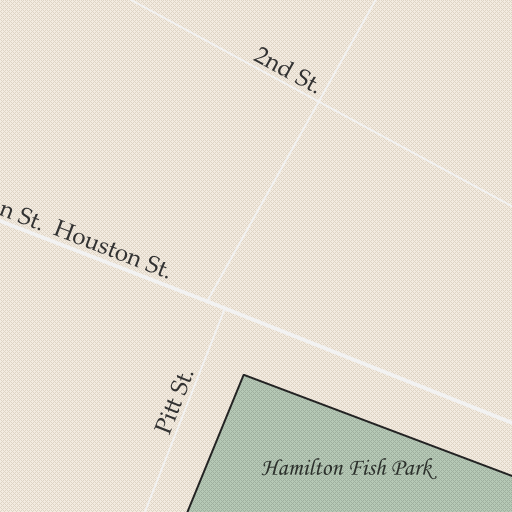 2nd St.
n St.
Houston St.
Pitt St.
Hamilton Fish Park